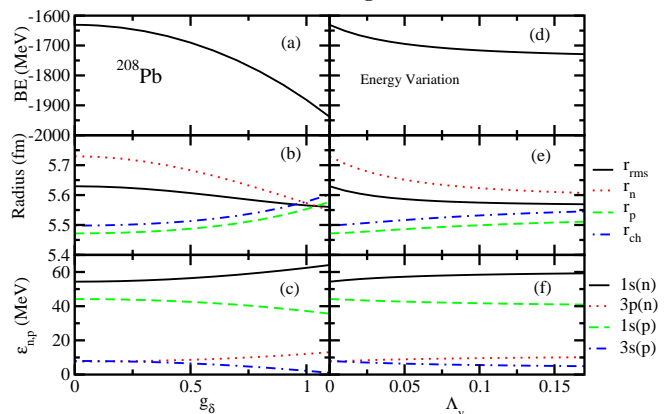 -1600
-1700
-1800
-1900
-2000
BE (MeV)
(a)
²⁰⁸Pb
(d)
Energy Variation
5.7
5.6
5.5
5.4
Radius (fm)
(b)
(e)
r_rms
r_n
r_p
r_ch
60
40
20
0
ε_n,p (MeV)
(c)
(f)
1s(n)
3p(n)
1s(p)
3s(p)
0 0.5 1 0 0.05 0.1 0.15
g_δ Λ_v